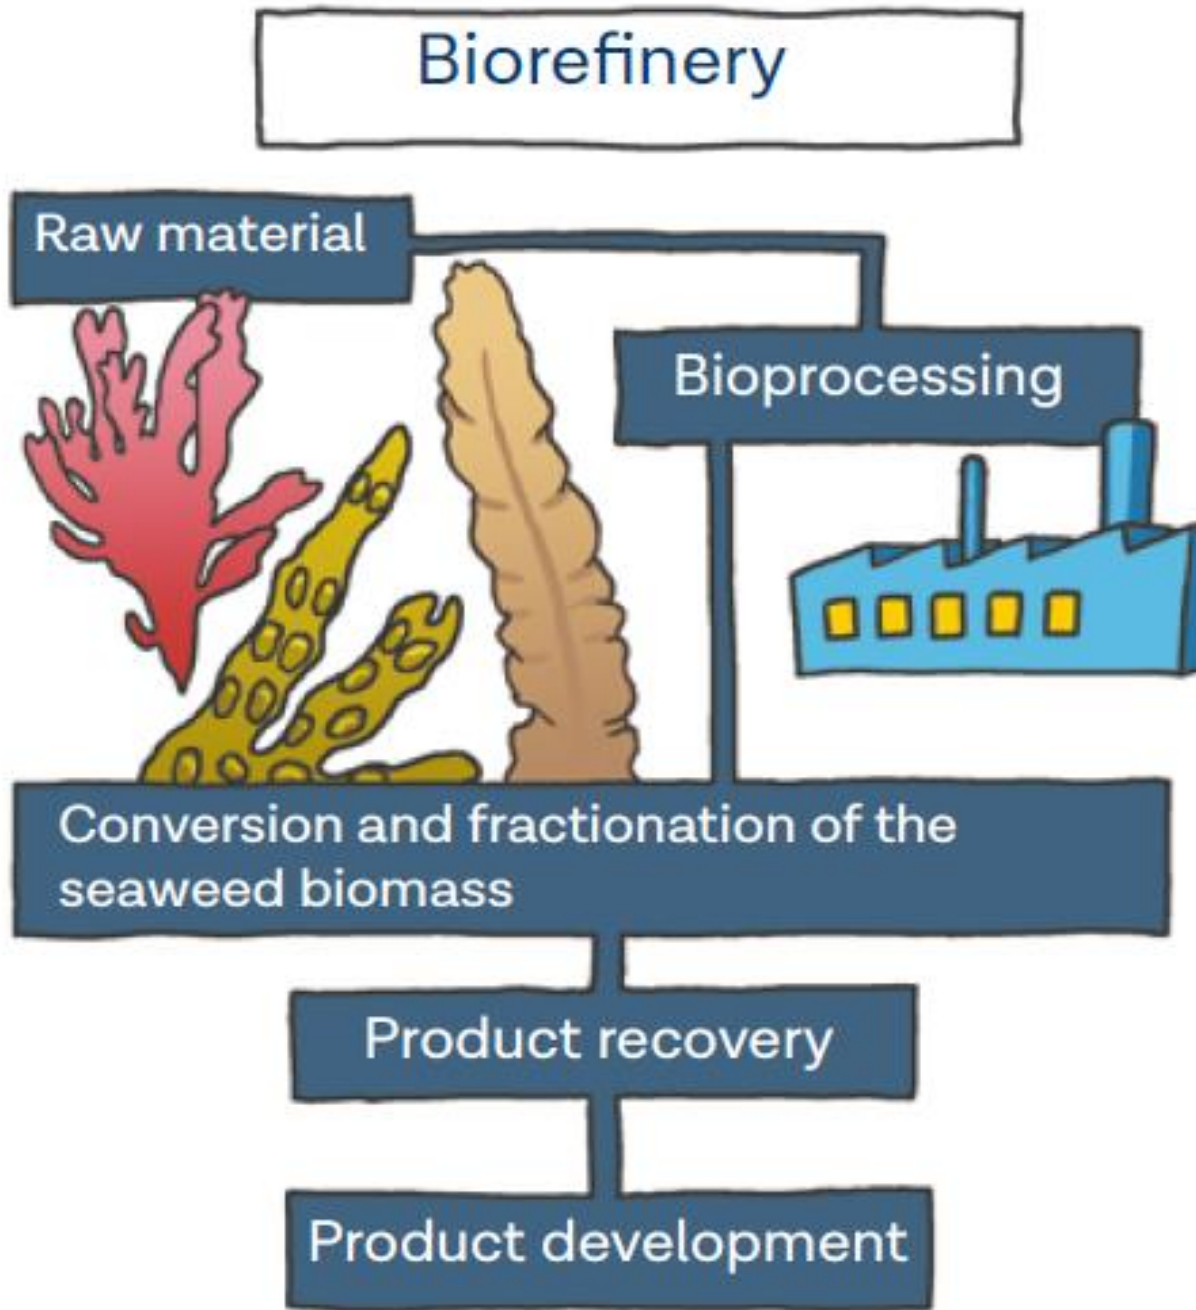 Biorefinery
Raw material
Bioprocessing
Conversion and fractionation of the
seaweed biomass
Product recovery
Product development